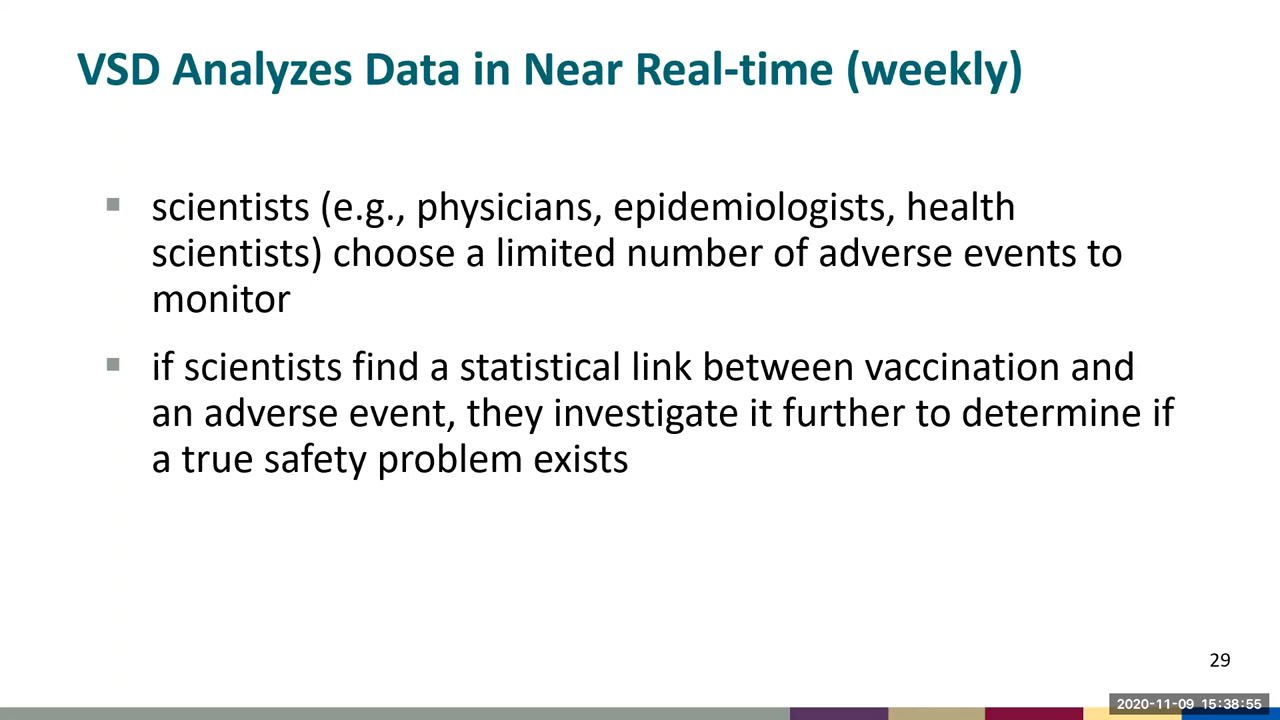 VSD Analyzes Data in Near Real-time (weekly)
scientists (e.g., physicians, epidemiologists, health
scientists) choose a limited number of adverse events to
monitor
if scientists find a statistical link between vaccination and
an adverse event, they investigate it further to determine if
a true safety problem exists
29
2020-11-09 15:38:55